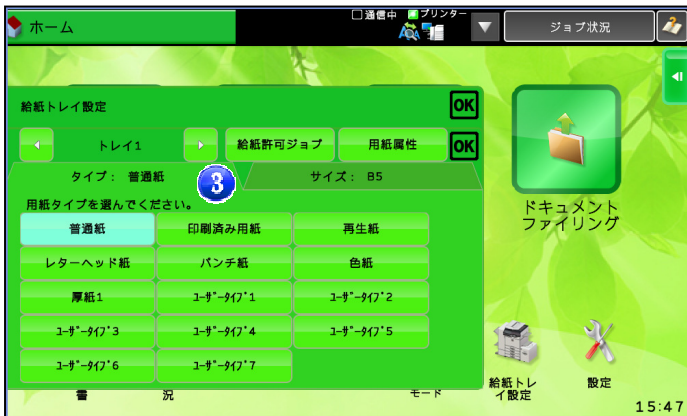 ホーム
通信中
プリンター
ジョブ状況
給紙トレイ設定
OK
トレイ1
給紙許可ジョブ
用紙属性
OK
タイプ： 普通紙
サイズ： B5
3
用紙タイプを選んでください。
普通紙
印刷済み用紙
再生紙
レターヘッド紙
パンチ紙
色紙
厚紙1
ﾕｰｻﾞｰﾀｲﾌﾟ1
ﾕｰｻﾞｰﾀｲﾌﾟ2
ﾕｰｻﾞｰﾀｲﾌﾟ3
ﾕｰｻﾞｰﾀｲﾌﾟ4
ﾕｰｻﾞｰﾀｲﾌﾟ5
ﾕｰｻﾞｰﾀｲﾌﾟ6
ﾕｰｻﾞｰﾀｲﾌﾟ7
ドキュメント
ファイリング
書
況
モード
給紙トレ
イ設定
設定
15:47